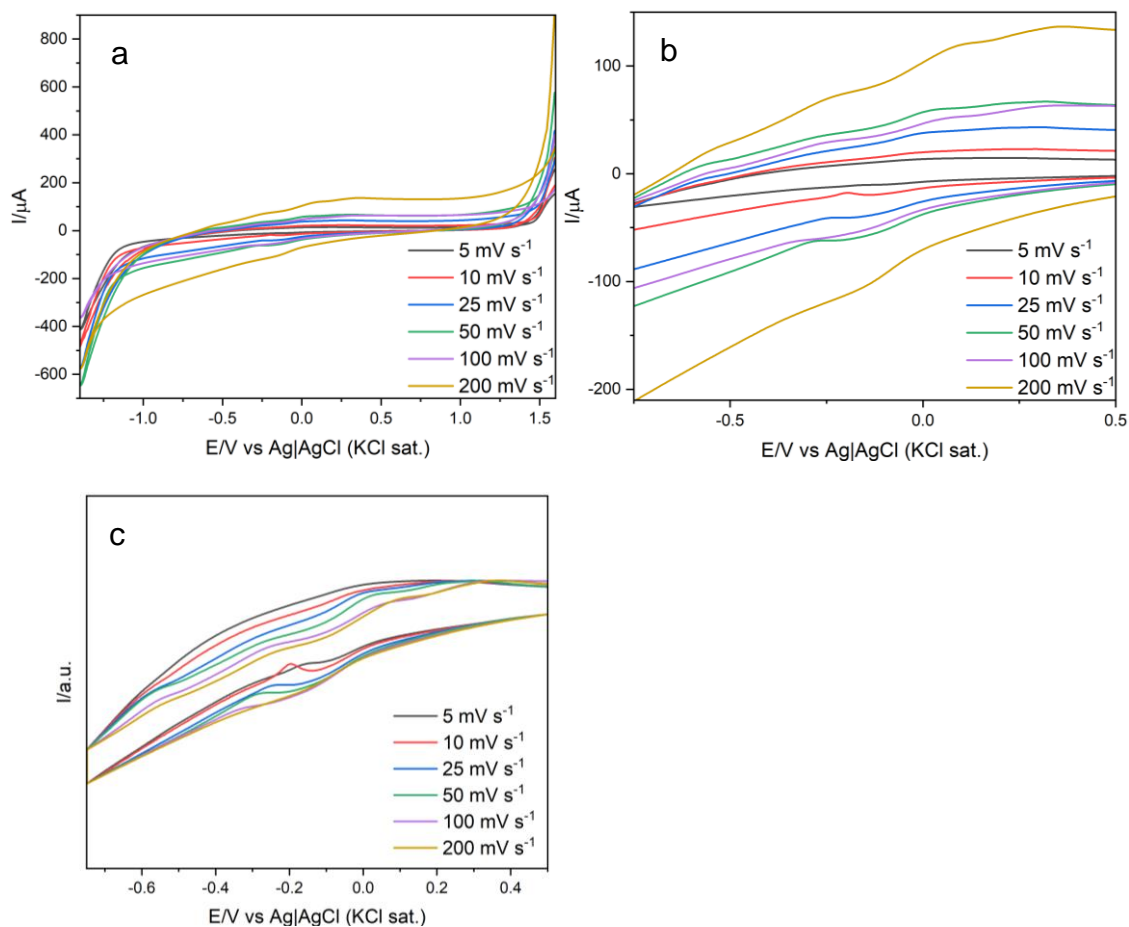 a
800
600
400
200
0
-200
-400
-600
I/µA
-1.0
-0.5
0.0
0.5
1.0
1.5
E/V vs Ag|AgCl (KCl sat.)
5 mV s⁻¹
10 mV s⁻¹
25 mV s⁻¹
50 mV s⁻¹
100 mV s⁻¹
200 mV s⁻¹
b
100
0
-100
-200
I/µA
-0.5
0.0
0.5
E/V vs Ag|AgCl (KCl sat.)
5 mV s⁻¹
10 mV s⁻¹
25 mV s⁻¹
50 mV s⁻¹
100 mV s⁻¹
200 mV s⁻¹
c
I/a.u.
-0.6
-0.4
-0.2
0.0
0.2
0.4
E/V vs Ag|AgCl (KCl sat.)
5 mV s⁻¹
10 mV s⁻¹
25 mV s⁻¹
50 mV s⁻¹
100 mV s⁻¹
200 mV s⁻¹